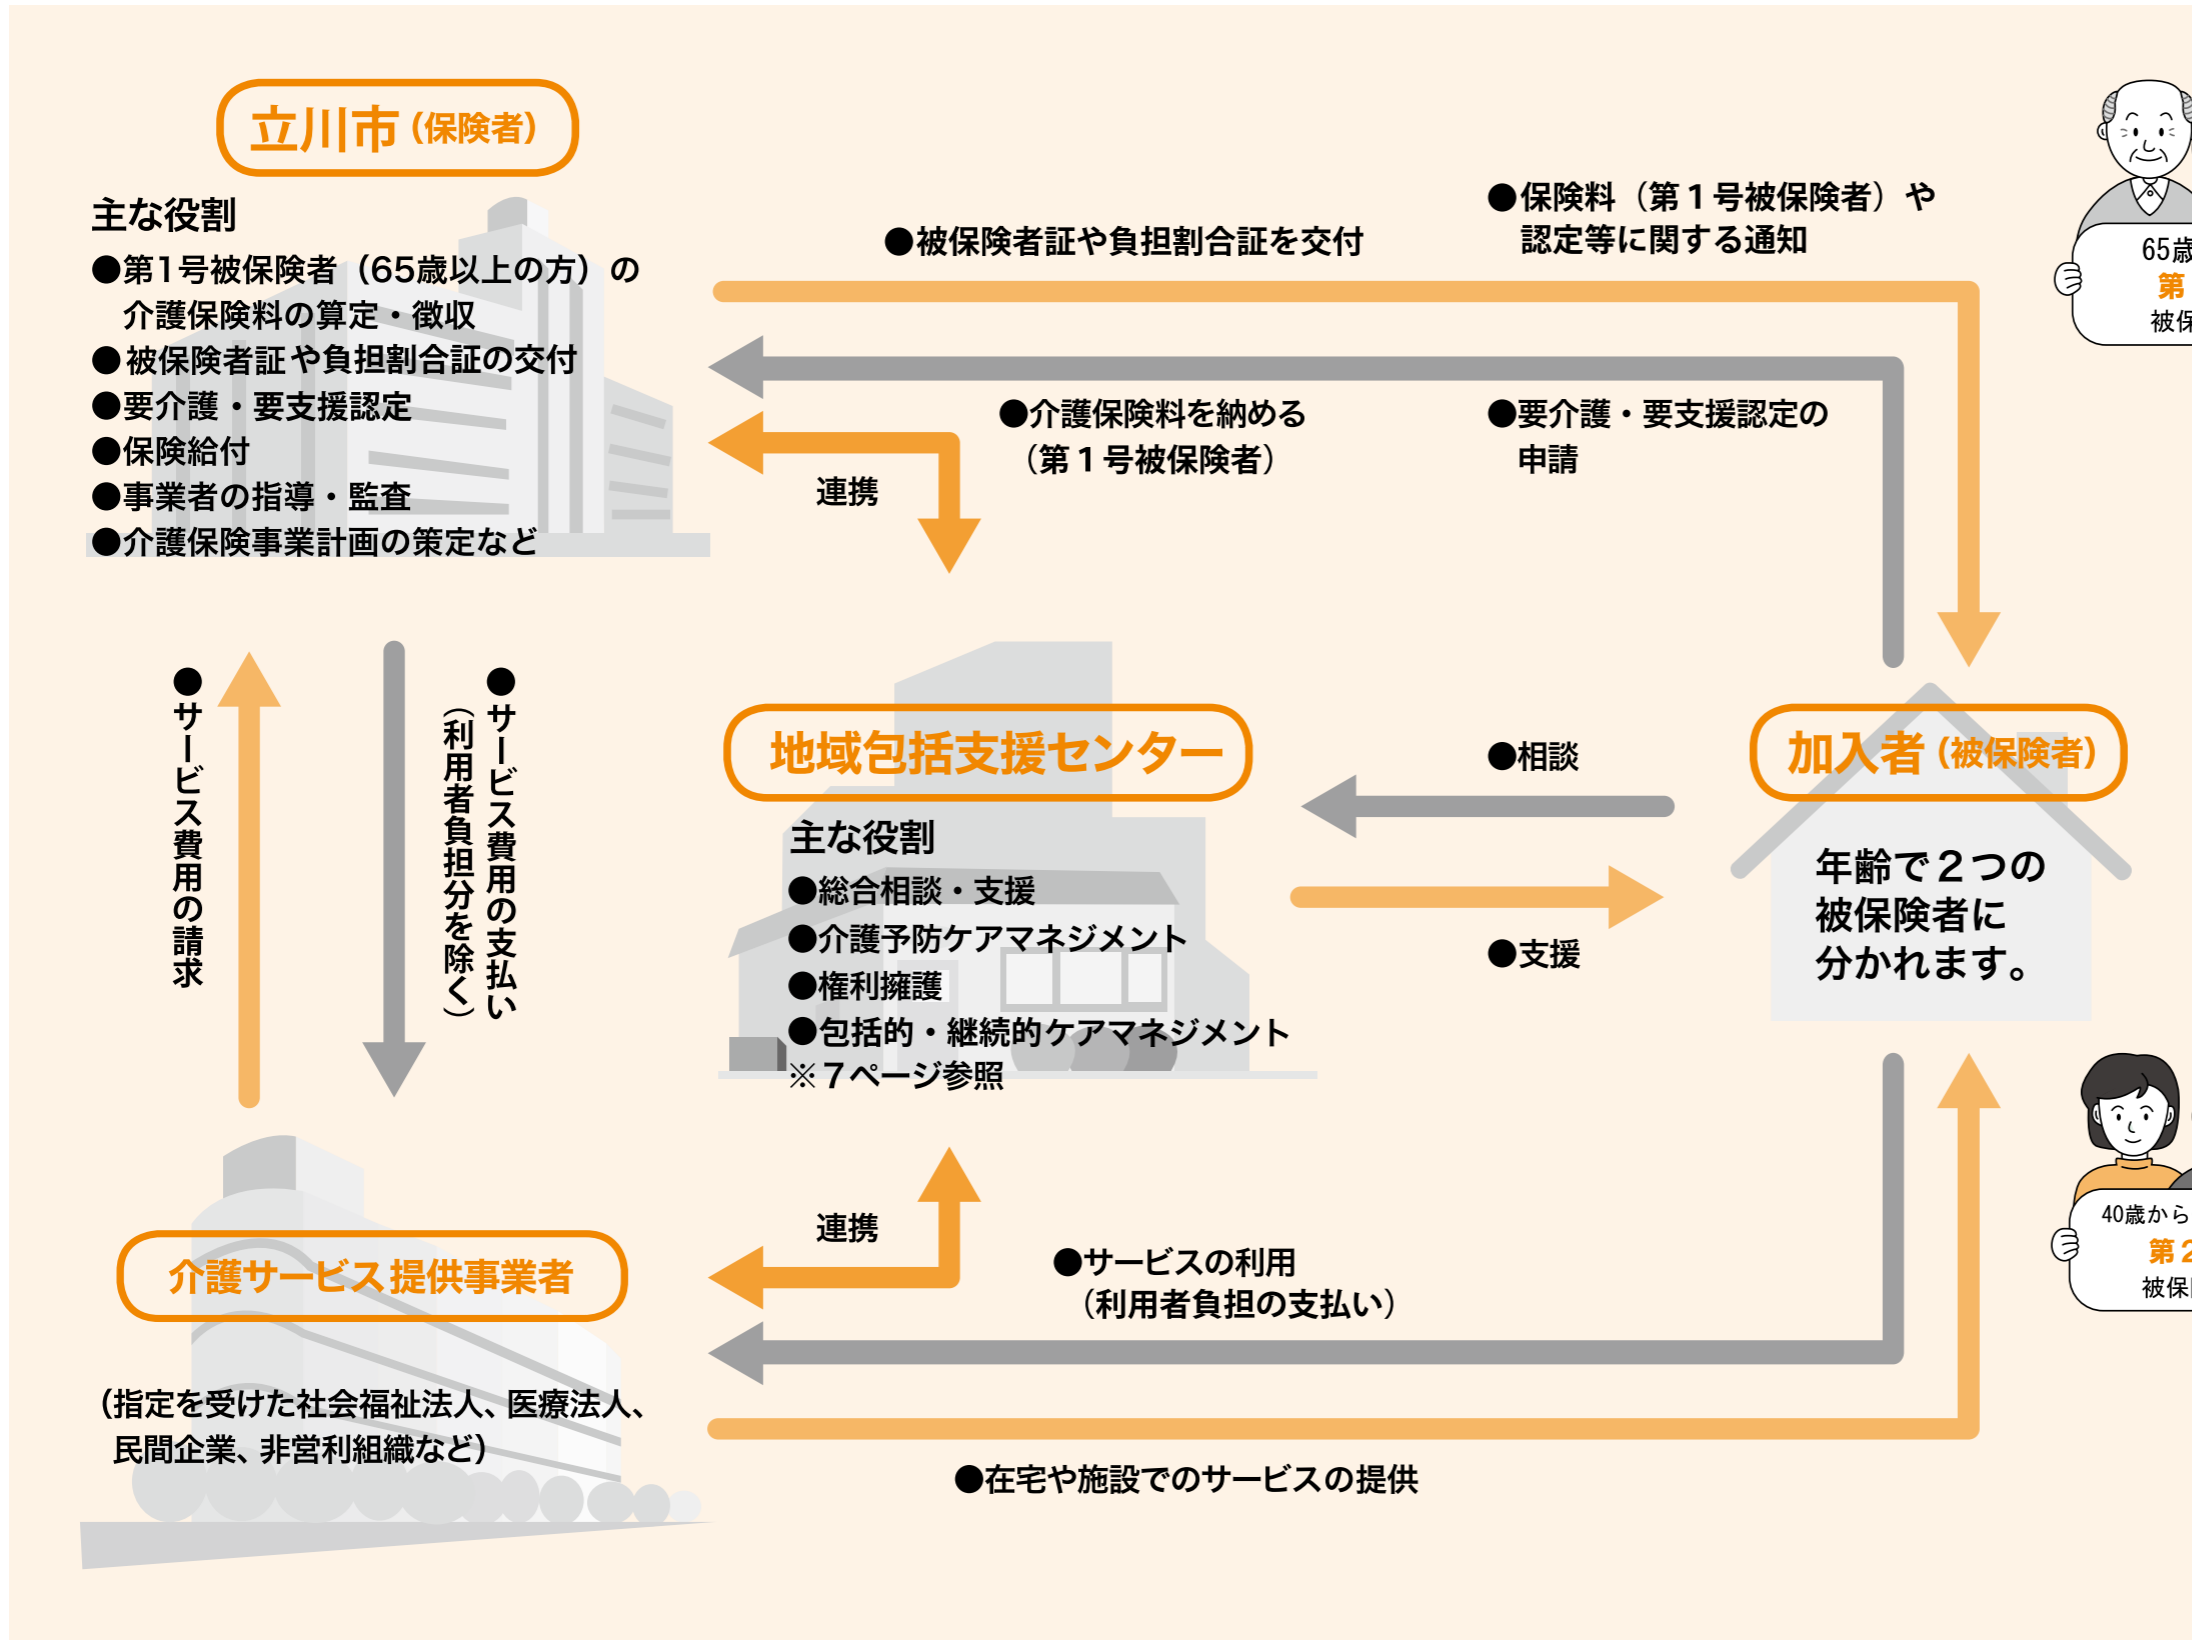 立川市（保険者）
主な役割
●第1号被保険者（65歳以上の方）の
介護保険料の算定・徴収
●被保険者証や負担割合証の交付
●要介護・要支援認定
●保険給付
●事業者の指導・監査
●介護保険事業計画の策定など
●被保険者証や負担割合証を交付
●保険料（第１号被保険者）や
認定等に関する通知
●介護保険料を納める
（第１号被保険者）
●要介護・要支援認定の
申請
連携
65歳
第
被保
●サービス費用の請求
●サービス費用の支払い
（利用者負担分を除く）
地域包括支援センター
主な役割
●総合相談・支援
●介護予防ケアマネジメント
●権利擁護
●包括的・継続的ケアマネジメント
※７ページ参照
●相談
●支援
加入者（被保険者）
年齢で２つの
被保険者に
分かれます。
連携
介護サービス提供事業者
（指定を受けた社会福祉法人、医療法人、
民間企業、非営利組織など）
●サービスの利用
（利用者負担の支払い）
●在宅や施設でのサービスの提供
40歳から
第２
被保